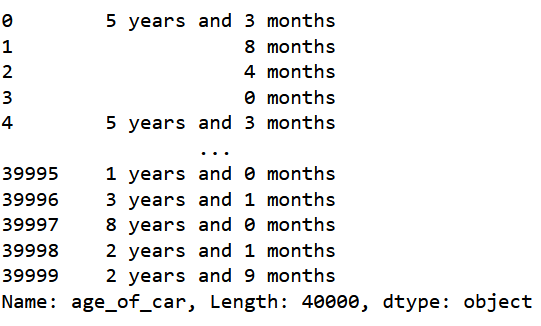 0        5 years and 3 months
1                    8 months
2                    4 months
3                    0 months
4        5 years and 3 months
                 ...
39995    1 years and 0 months
39996    3 years and 1 months
39997    8 years and 0 months
39998    2 years and 1 months
39999    2 years and 9 months
Name: age_of_car, Length: 40000, dtype: object